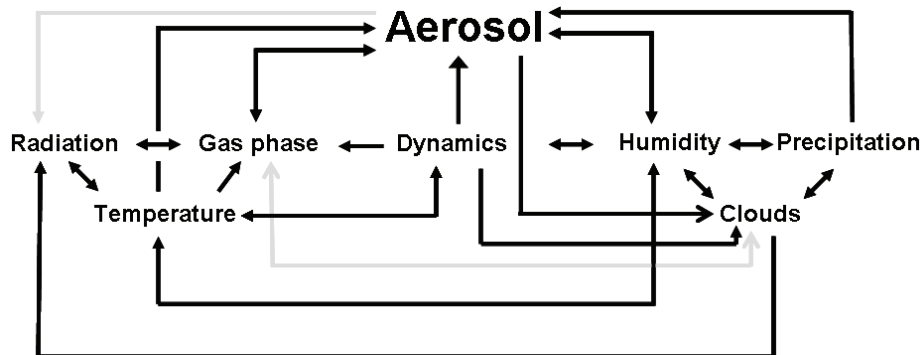 Aerosol
Radiation Gas phase Dynamics Humidity Precipitation
Temperature Clouds